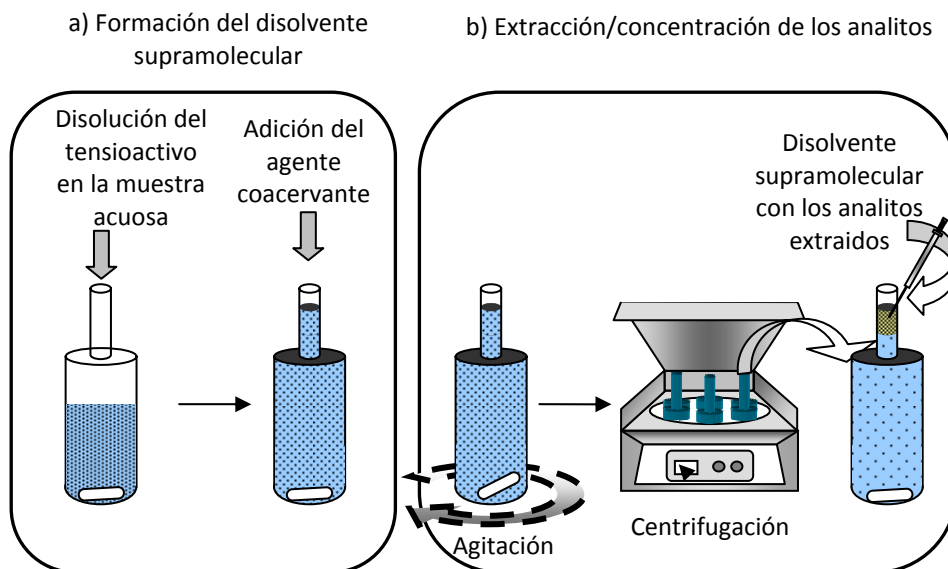 a) Formación del disolvente
supramolecular
b) Extracción/concentración de los analitos
Disolución del
tensioactivo
en la muestra
acuosa
Adición del
agente
coacervante
Disolvente
supramolecular
con los analitos
extraidos
Agitación
Centrifugación